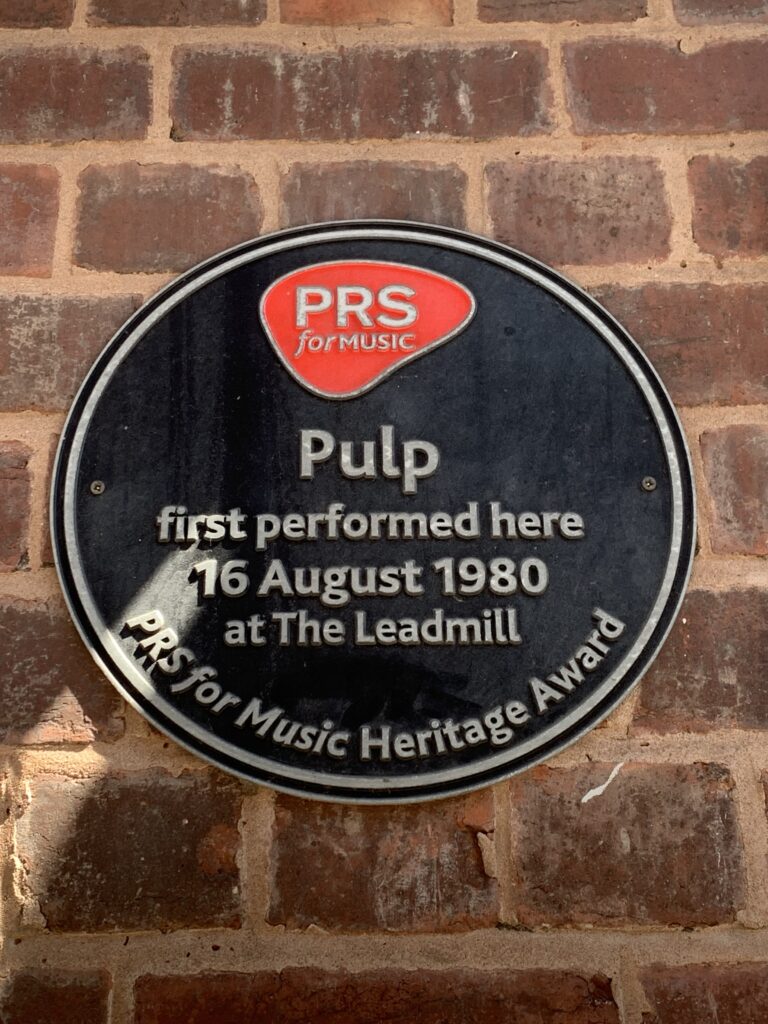 PRS
for MUSIC
Pulp
first performed here
16 August 1980
at The Leadmill
PRS for Music Heritage Award